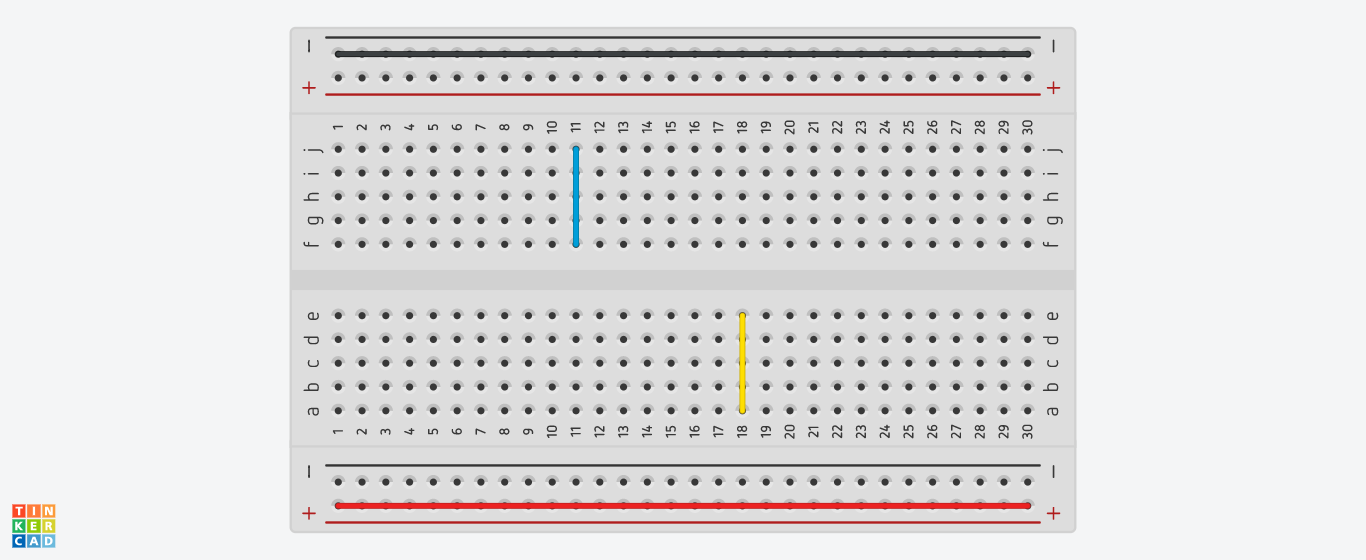 − −
+ +
1 2 3 4 5 6 7 8 9 10 11 12 13 14 15 16 17 18 19 20 21 22 23 24 25 26 27 28 29 30
j j
i i
h h
g g
f f
e e
d d
c c
b b
a a
1 2 3 4 5 6 7 8 9 10 11 12 13 14 15 16 17 18 19 20 21 22 23 24 25 26 27 28 29 30
− −
+ +
TIN
KER
CAD